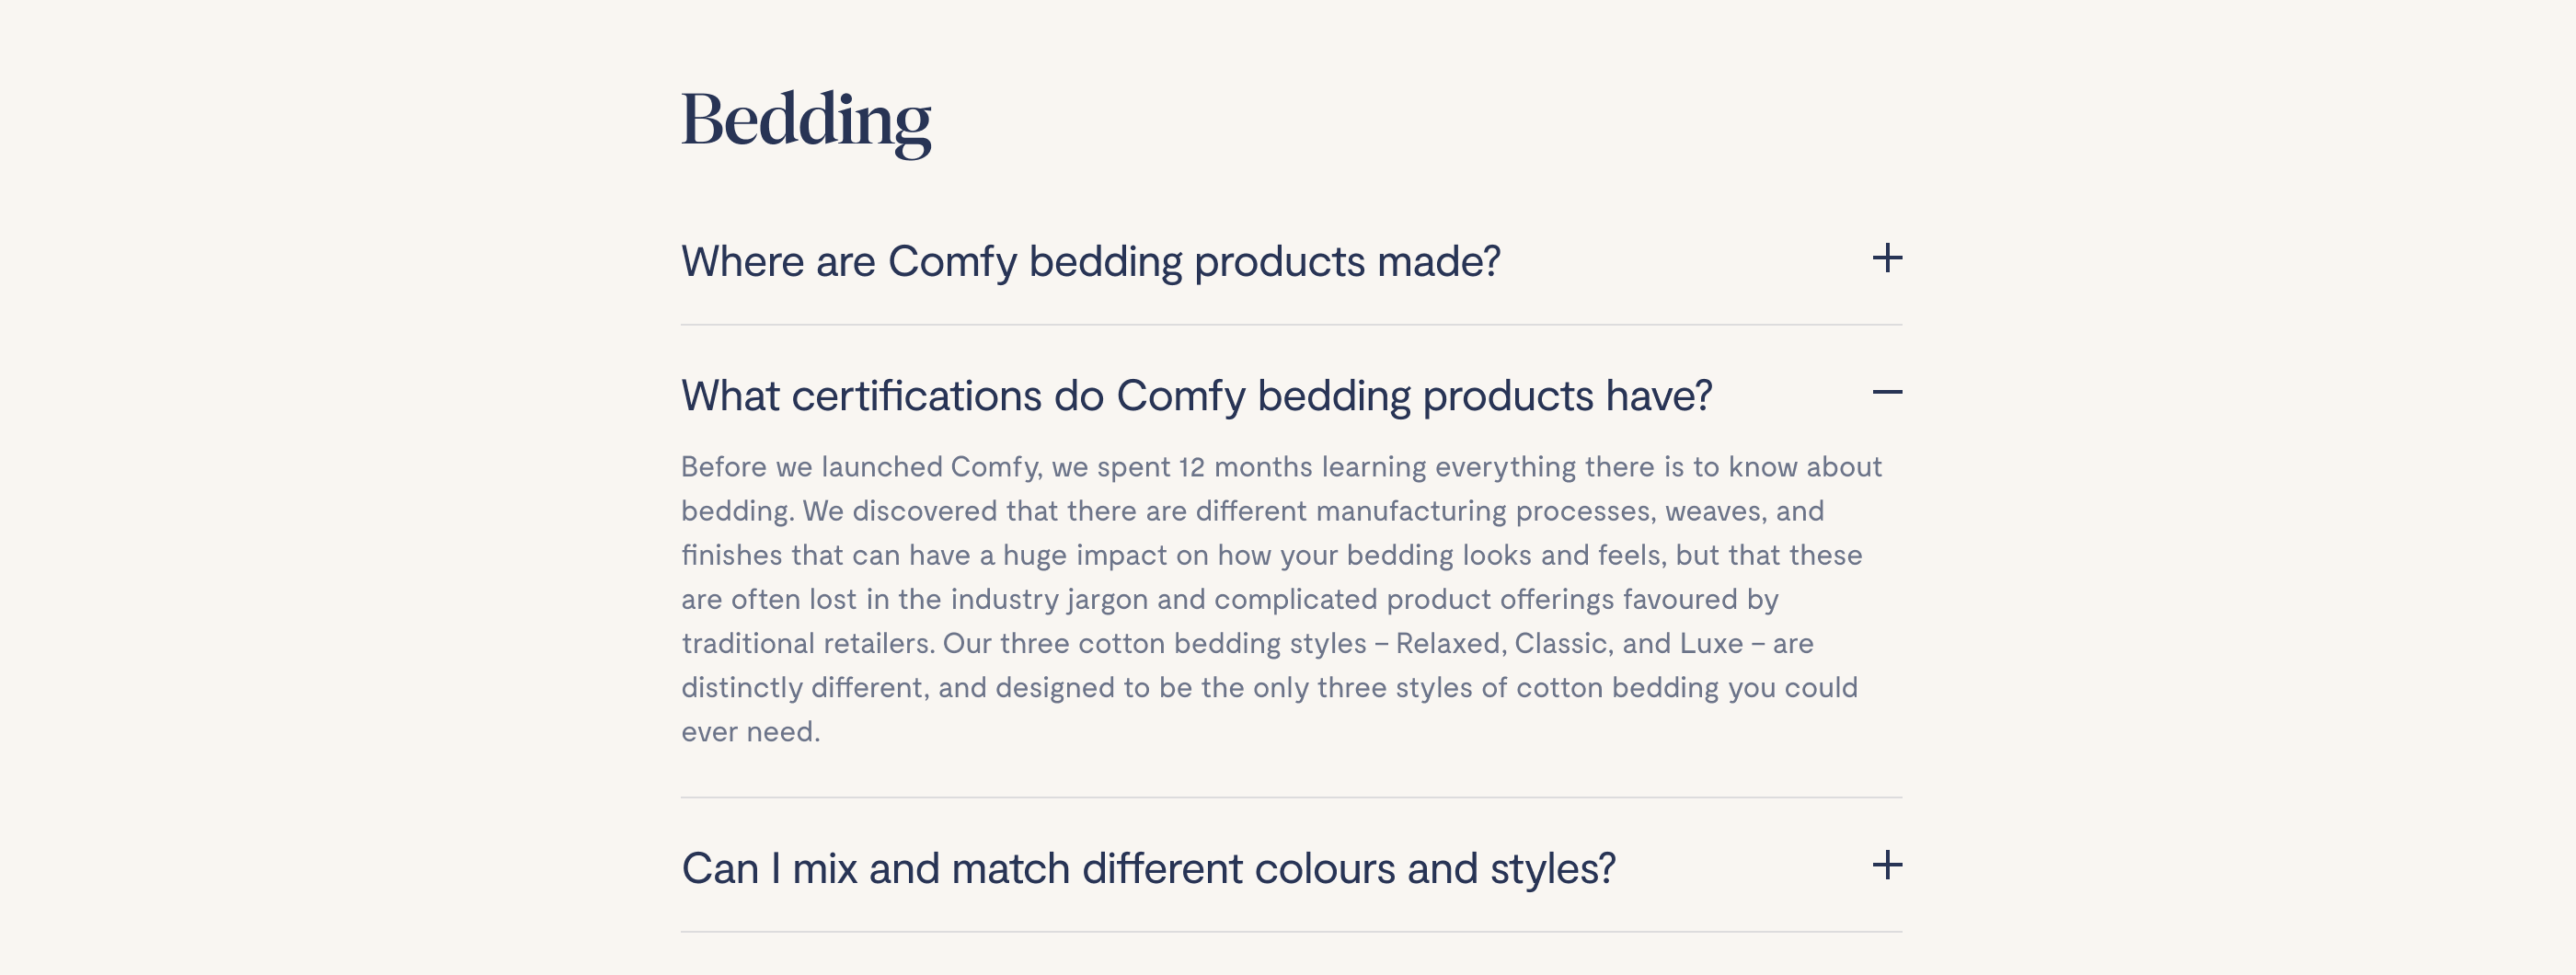 Bedding
Where are Comfy bedding products made?
What certifications do Comfy bedding products have?
Before we launched Comfy, we spent 12 months learning everything there is to know about
bedding. We discovered that there are different manufacturing processes, weaves, and
finishes that can have a huge impact on how your bedding looks and feels, but that these
are often lost in the industry jargon and complicated product offerings favoured by
traditional retailers. Our three cotton bedding styles – Relaxed, Classic, and Luxe – are
distinctly different, and designed to be the only three styles of cotton bedding you could
ever need.
Can I mix and match different colours and styles?